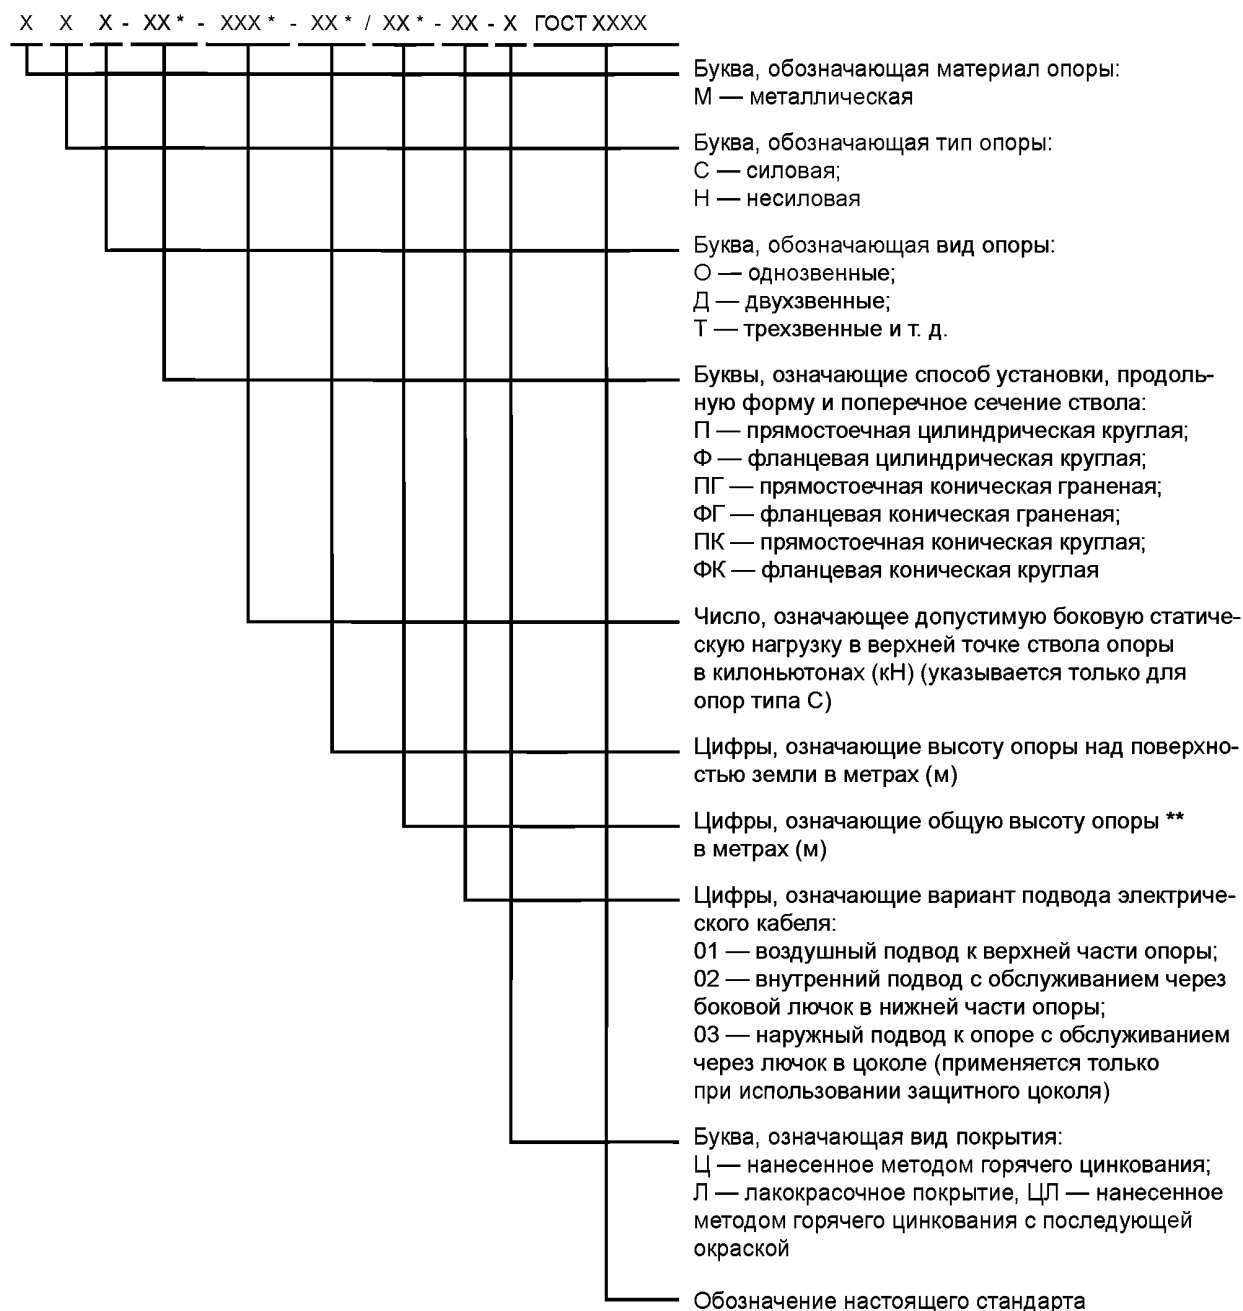 X X X - XX * - XXX * - XX * / XX * - XX - X ГОСТ XXXX
Буква, обозначающая материал опоры:
М — металлическая
Буква, обозначающая тип опоры:
С — силовая;
Н — несиловая
Буква, обозначающая вид опоры:
О — однозвенные;
Д — двухзвенные;
Т — трехзвенные и т. д.
Буквы, означающие способ установки, продоль-
ную форму и поперечное сечение ствола:
П — прямостоечная цилиндрическая круглая;
Ф — фланцевая цилиндрическая круглая;
ПГ — прямостоечная коническая граненая;
ФГ — фланцевая коническая граненая;
ПК — прямостоечная коническая круглая;
ФК — фланцевая коническая круглая
Число, означающее допустимую боковую статиче-
скую нагрузку в верхней точке ствола опоры
в килоньютонах (кН) (указывается только для
опор типа С)
Цифры, означающие высоту опоры над поверхно-
стью земли в метрах (м)
Цифры, означающие общую высоту опоры **
в метрах (м)
Цифры, означающие вариант подвода электриче-
ского кабеля:
01 — воздушный подвод к верхней части опоры;
02 — внутренний подвод с обслуживанием через
боковой лючок в нижней части опоры;
03 — наружный подвод к опоре с обслуживанием
через лючок в цоколе (применяется только
при использовании защитного цоколя)
Буква, означающая вид покрытия:
Ц — нанесенное методом горячего цинкования;
Л — лакокрасочное покрытие, ЦЛ — нанесенное
методом горячего цинкования с последующей
окраской
Обозначение настоящего стандарта